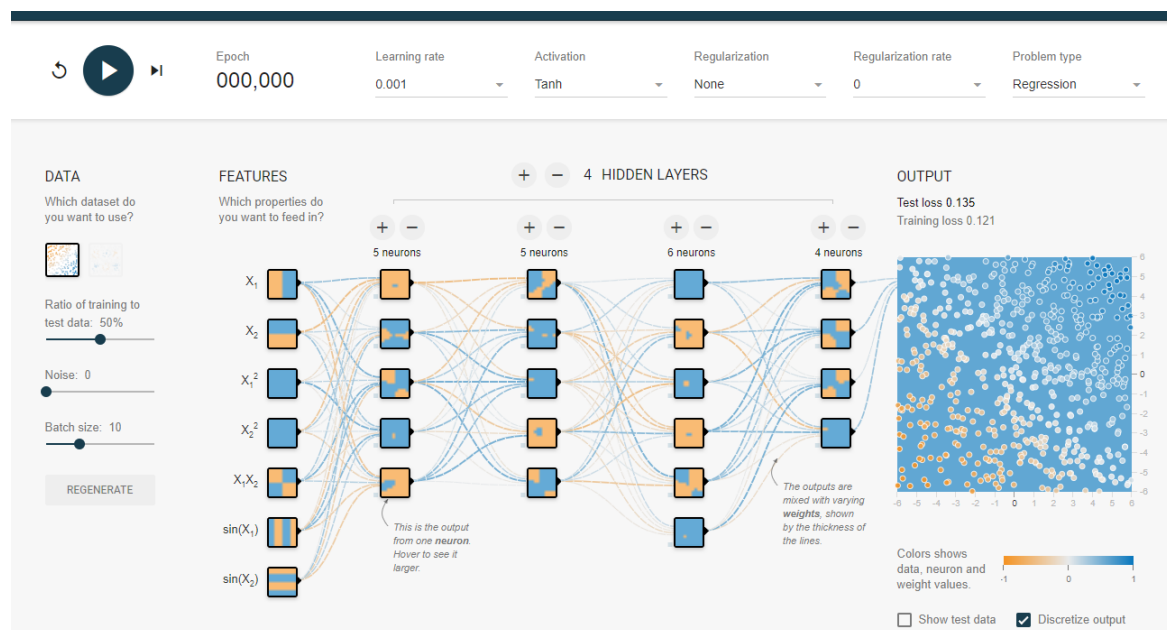 Epoch
000,000
Learning rate
0.001
Activation
Tanh
Regularization
None
Regularization rate
0
Problem type
Regression
DATA
Which dataset do
you want to use?
Ratio of training to
test data: 50%
Noise: 0
Batch size: 10
REGENERATE
FEATURES
Which properties do
you want to feed in?
X₁
X₂
X₁²
X₂²
X₁X₂
sin(X₁)
sin(X₂)
+ − 4 HIDDEN LAYERS
+ −
5 neurons
+ −
5 neurons
+ −
6 neurons
+ −
4 neurons
This is the output
from one neuron.
Hover to see it
larger.
The outputs are
mixed with varying
weights, shown
by the thickness of
the lines.
OUTPUT
Test loss 0.135
Training loss 0.121
6
5
4
3
2
1
0
-1
-2
-3
-4
-5
-6
-6 -5 -4 -3 -2 -1 0 1 2 3 4 5 6
Colors shows
data, neuron and
weight values.
-1 0 1
Show test data
Discretize output